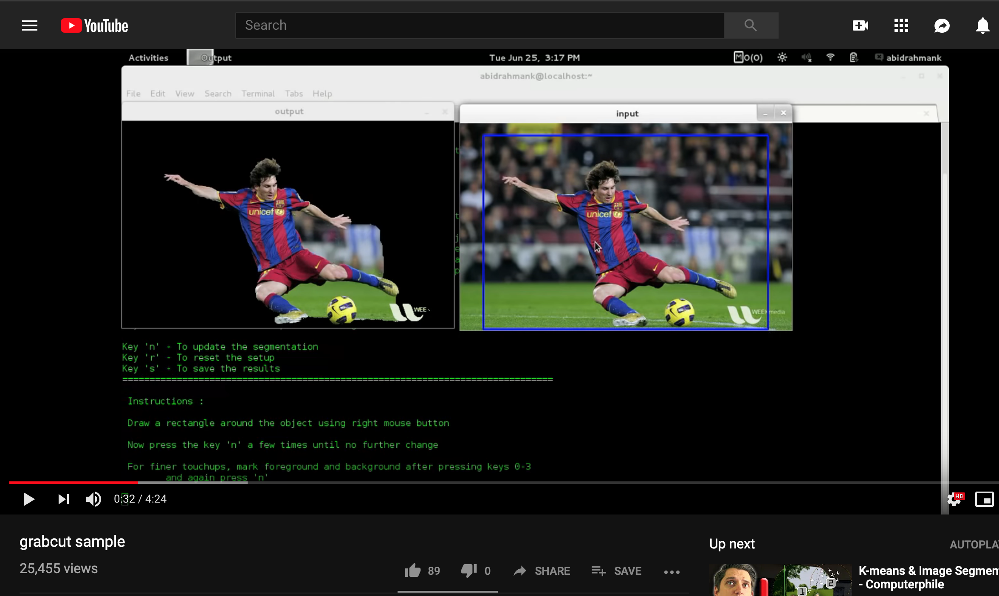 YouTube
Search
Activities
Output
Tue Jun 25, 3:17 PM
0(0)
abidrahmank
abidrahmank@localhost:~
File Edit View Search Terminal Tabs Help
output
input
unicef
WEE
unicef
WEEKmedia
Key 'n' - To update the segmentation
Key 'r' - To reset the setup
Key 's' - To save the results
===============================================================================
Instructions :
Draw a rectangle around the object using right mouse button
Now press the key 'n' a few times until no further change
For finer touchups, mark foreground and background after pressing keys 0-3
and again press 'n'
0:32 / 4:24
HD
grabcut sample
25,455 views
89
0
SHARE
SAVE
Up next
AUTOPLAY
K-means & Image Segmen
- Computerphile
1
2